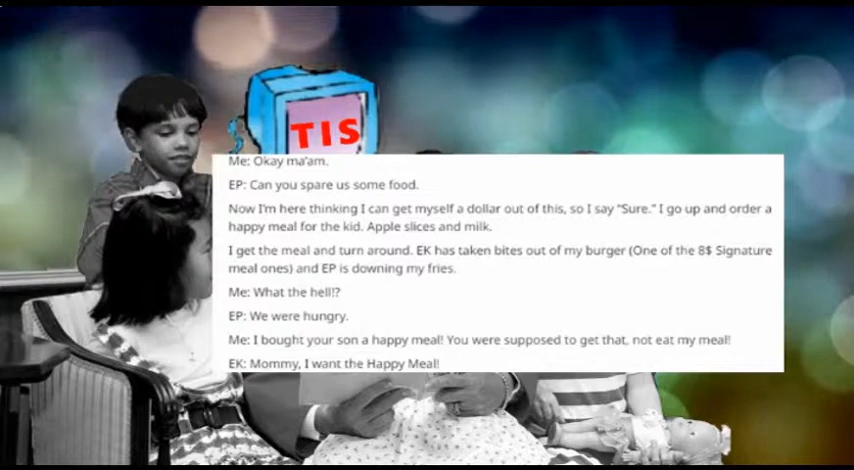 TIS
Me: Okay ma'am.
EP: Can you spare us some food.
Now I'm here thinking I can get myself a dollar out of this, so I say “Sure.” I go up and order a
happy meal for the kid. Apple slices and milk.
I get the meal and turn around. EK has taken bites out of my burger (One of the 8$ Signature
meal ones) and EP is downing my fries.
Me: What the hell!?
EP: We were hungry.
Me: I bought your son a happy meal! You were supposed to get that, not eat my meal!
EK: Mommy, I want the Happy Meal!